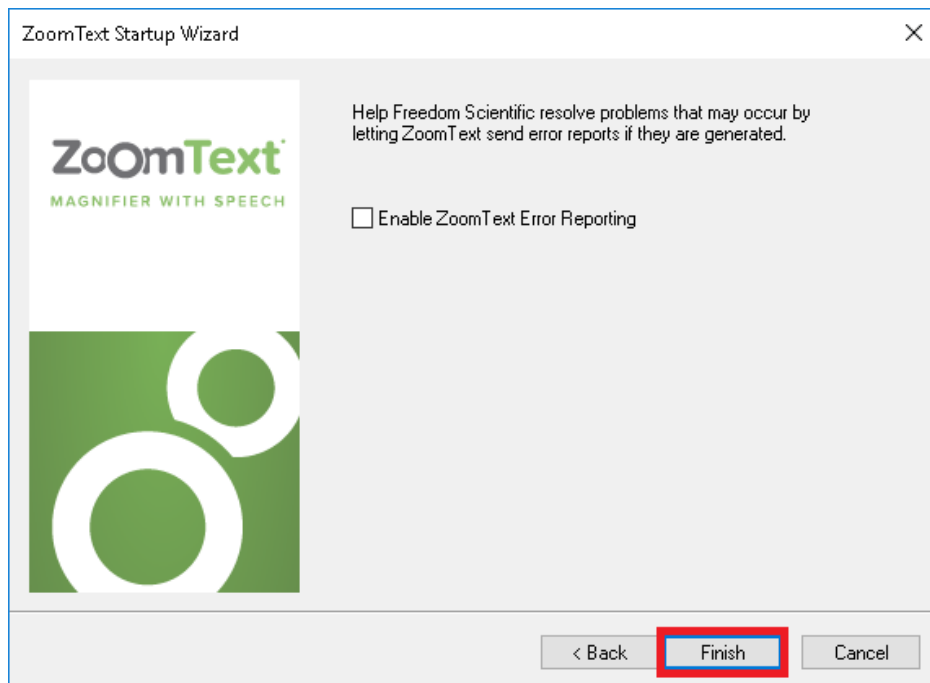 ZoomText Startup Wizard
ZoomText
MAGNIFIER WITH SPEECH
Help Freedom Scientific resolve problems that may occur by
letting ZoomText send error reports if they are generated.
Enable ZoomText Error Reporting
< Back
Finish
Cancel